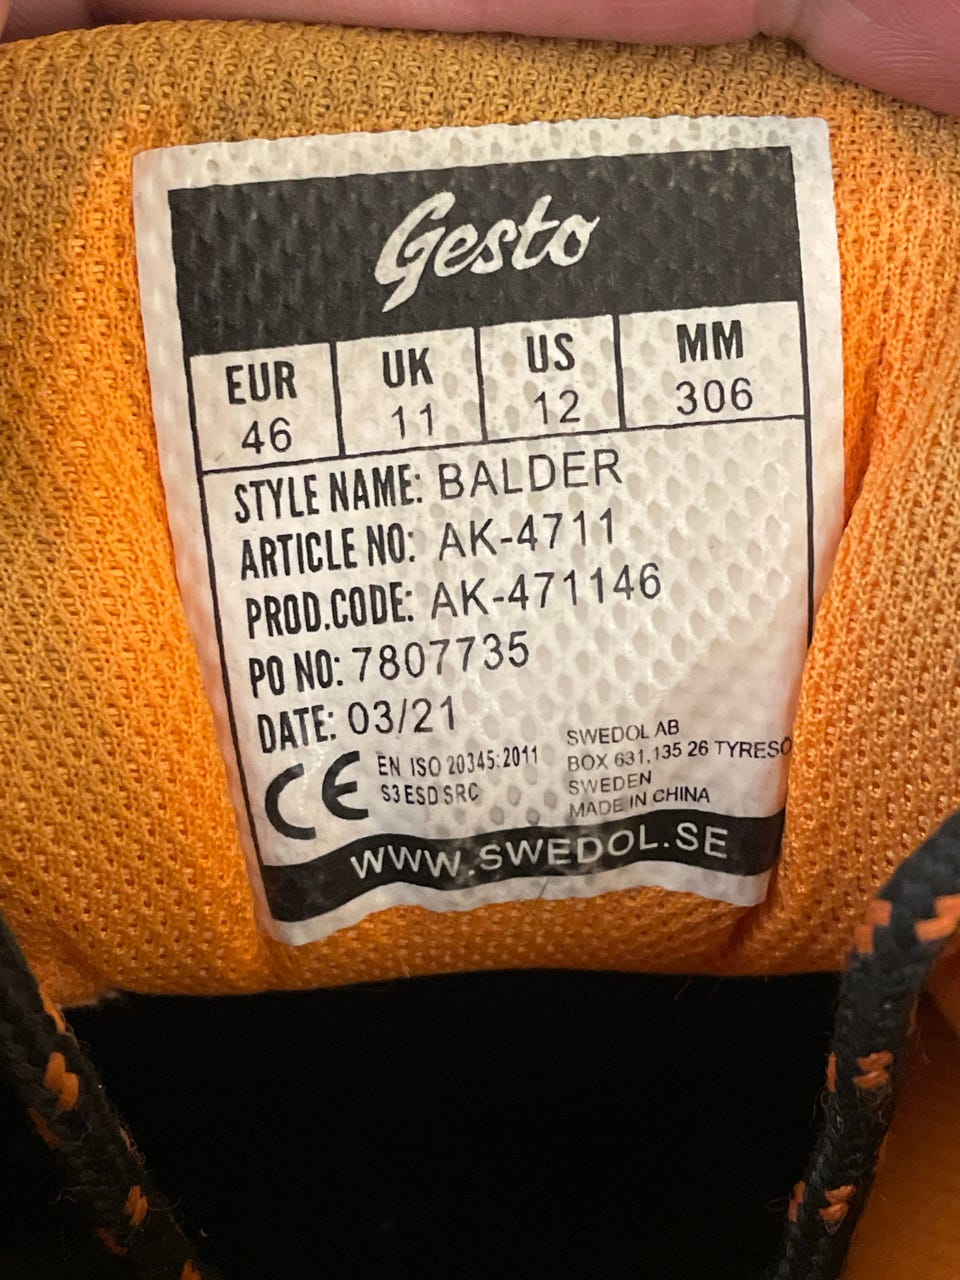 Gesto
EUR UK US MM
46 11 12 306
STYLE NAME: BALDER
ARTICLE NO: AK-4711
PROD.CODE: AK-471146
PO NO: 7807735
DATE: 03/21
CE EN ISO 20345:2011
S3 ESD SRC
SWEDOL AB
BOX 631,135 26 TYRESÖ
SWEDEN
MADE IN CHINA
WWW.SWEDOL.SE